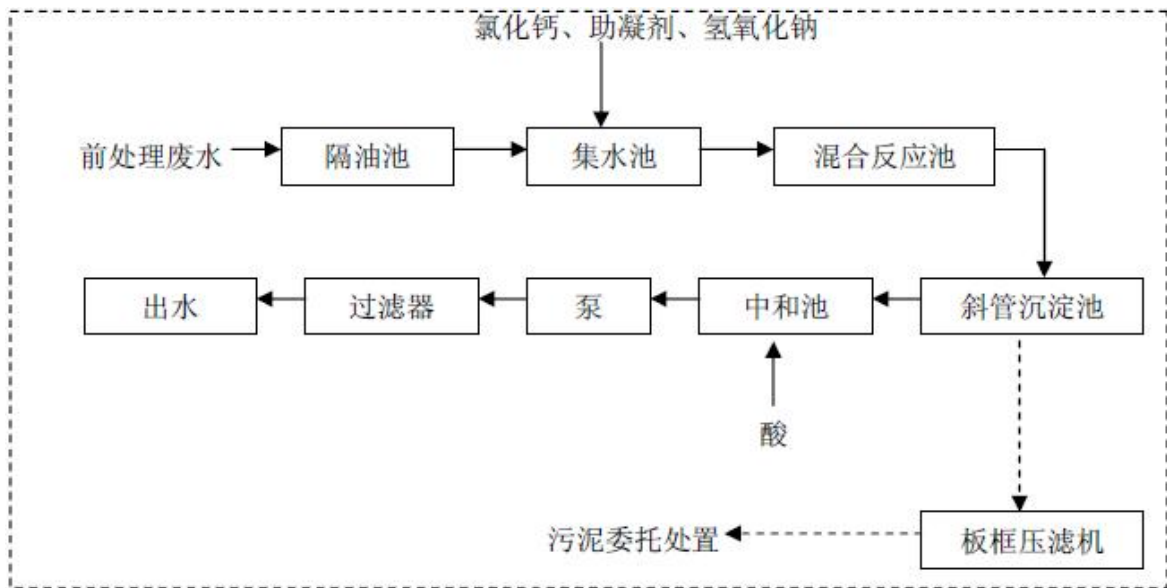 氯化钙、助凝剂、氢氧化钠
前处理废水
隔油池
集水池
混合反应池
出水
过滤器
泵
中和池
斜管沉淀池
酸
污泥委托处置
板框压滤机